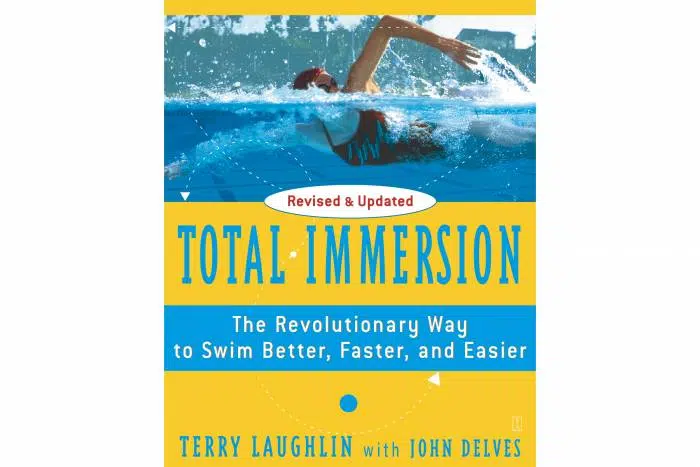 Revised & Updated
TOTAL IMMERSION
The Revolutionary Way
to Swim Better, Faster, and Easier
TERRY LAUGHLIN with JOHN DELVES